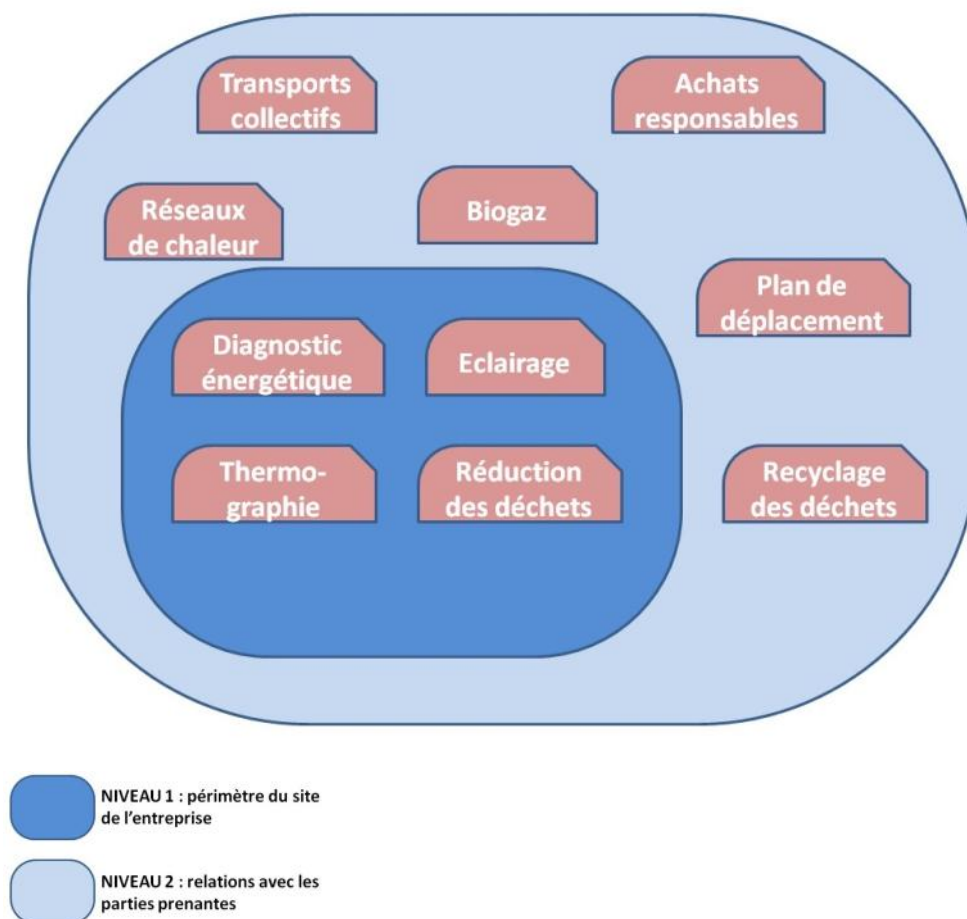 Transports
collectifs
Achats
responsables
Réseaux
de chaleur
Biogaz
Plan de
déplacement
Diagnostic
énergétique
Eclairage
Thermo-
graphie
Réduction
des déchets
Recyclage
des déchets
NIVEAU 1 : périmètre du site
de l'entreprise
NIVEAU 2 : relations avec les
parties prenantes